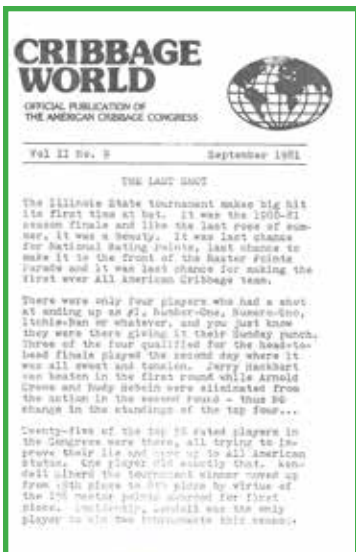 CRIBBAGE
WORLD
OFFICIAL PUBLICATION OF
THE AMERICAN CRIBBAGE CONGRESS
Vol II No. 9 September 1981
THE LAST SHOT
The Illinois State tournament makes big hit
its first time at bat. It was the 1980-81
season finale and like the last rose of sum-
mer, it was a beauty. It was last chance
for National Rating Points, last chance to
make it to the front of the Master Points
Parade and it was last chance for making the
first ever All American Cribbage team.
There were only four players who had a shot
at ending up as #1, Number-One, Numero-Uno,
or whatever, and you just know
they were there giving it their Sunday punch.
Three of the four qualified for the head-to-
head finals played the second day where it
was all sweat and tension. Jerry Hackbart
was beaten in the first round while Arnold
and Rudy were eliminated from
the action in the second round - thus no
change in the standings of the top four...
Twenty-five of the top rated players in
the Congress were there, all trying to im-
prove their lie and up to All American
status. One player did exactly that.
the tournament winner moved up
from place to place by virtue of
the master points for first
place. was the only
player to win two tournaments this season.